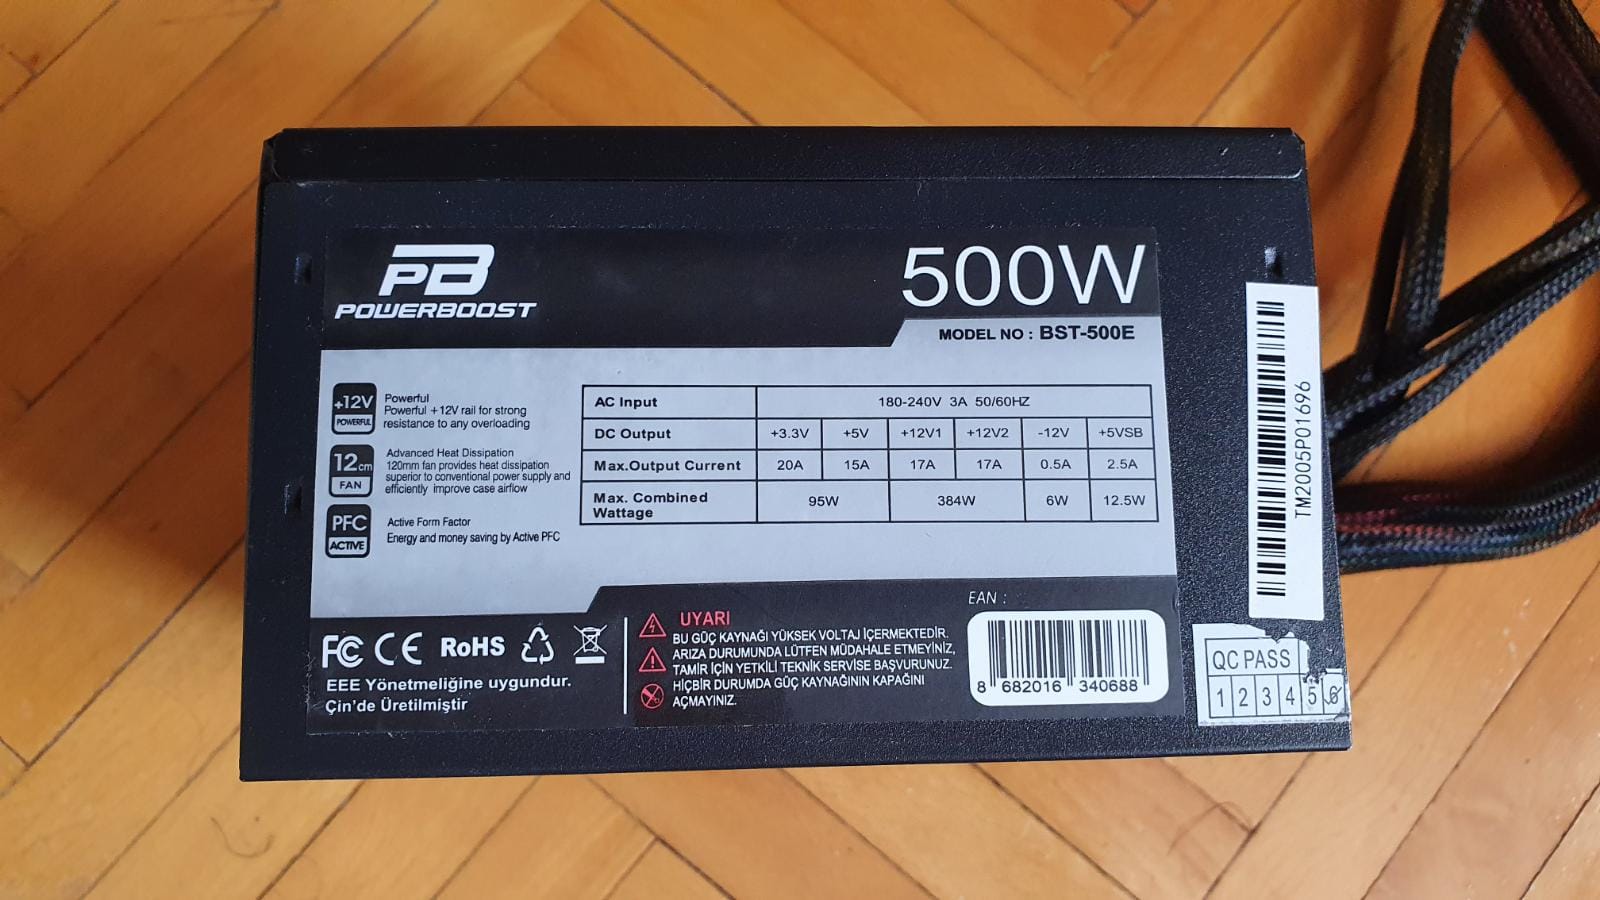 PB
POWERBOOST
500W
MODEL NO : BST-500E
+12V
POWERFUL
Powerful
Powerful +12V rail for strong
resistance to any overloading
12cm
FAN
Advanced Heat Dissipation
120mm fan provides heat dissipation
superior to conventional power supply and
efficiently improve case airflow
PFC
ACTIVE
Active Form Factor
Energy and money saving by Active PFC
AC Input 180-240V 3A 50/60HZ
DC Output +3.3V +5V +12V1 +12V2 -12V +5VSB
Max.Output Current 20A 15A 17A 17A 0.5A 2.5A
Max. Combined
Wattage 95W 384W 6W 12.5W
FC CE RoHS
EEE Yönetmeliğine uygundur.
Çin'de Üretilmiştir
UYARI
BU GÜÇ KAYNAĞI YÜKSEK VOLTAJ İÇERMEKTEDİR.
ARIZA DURUMUNDA LÜTFEN MÜDAHALE ETMEYİNİZ,
TAMİR İÇİN YETKİLİ TEKNİK SERVİSE BAŞVURUNUZ.
HİÇBİR DURUMDA GÜÇ KAYNAĞININ KAPAĞINI
AÇMAYINIZ.
EAN :
8 682016 340688
TM2005P01696
QC PASS
1 2 3 4 5 6